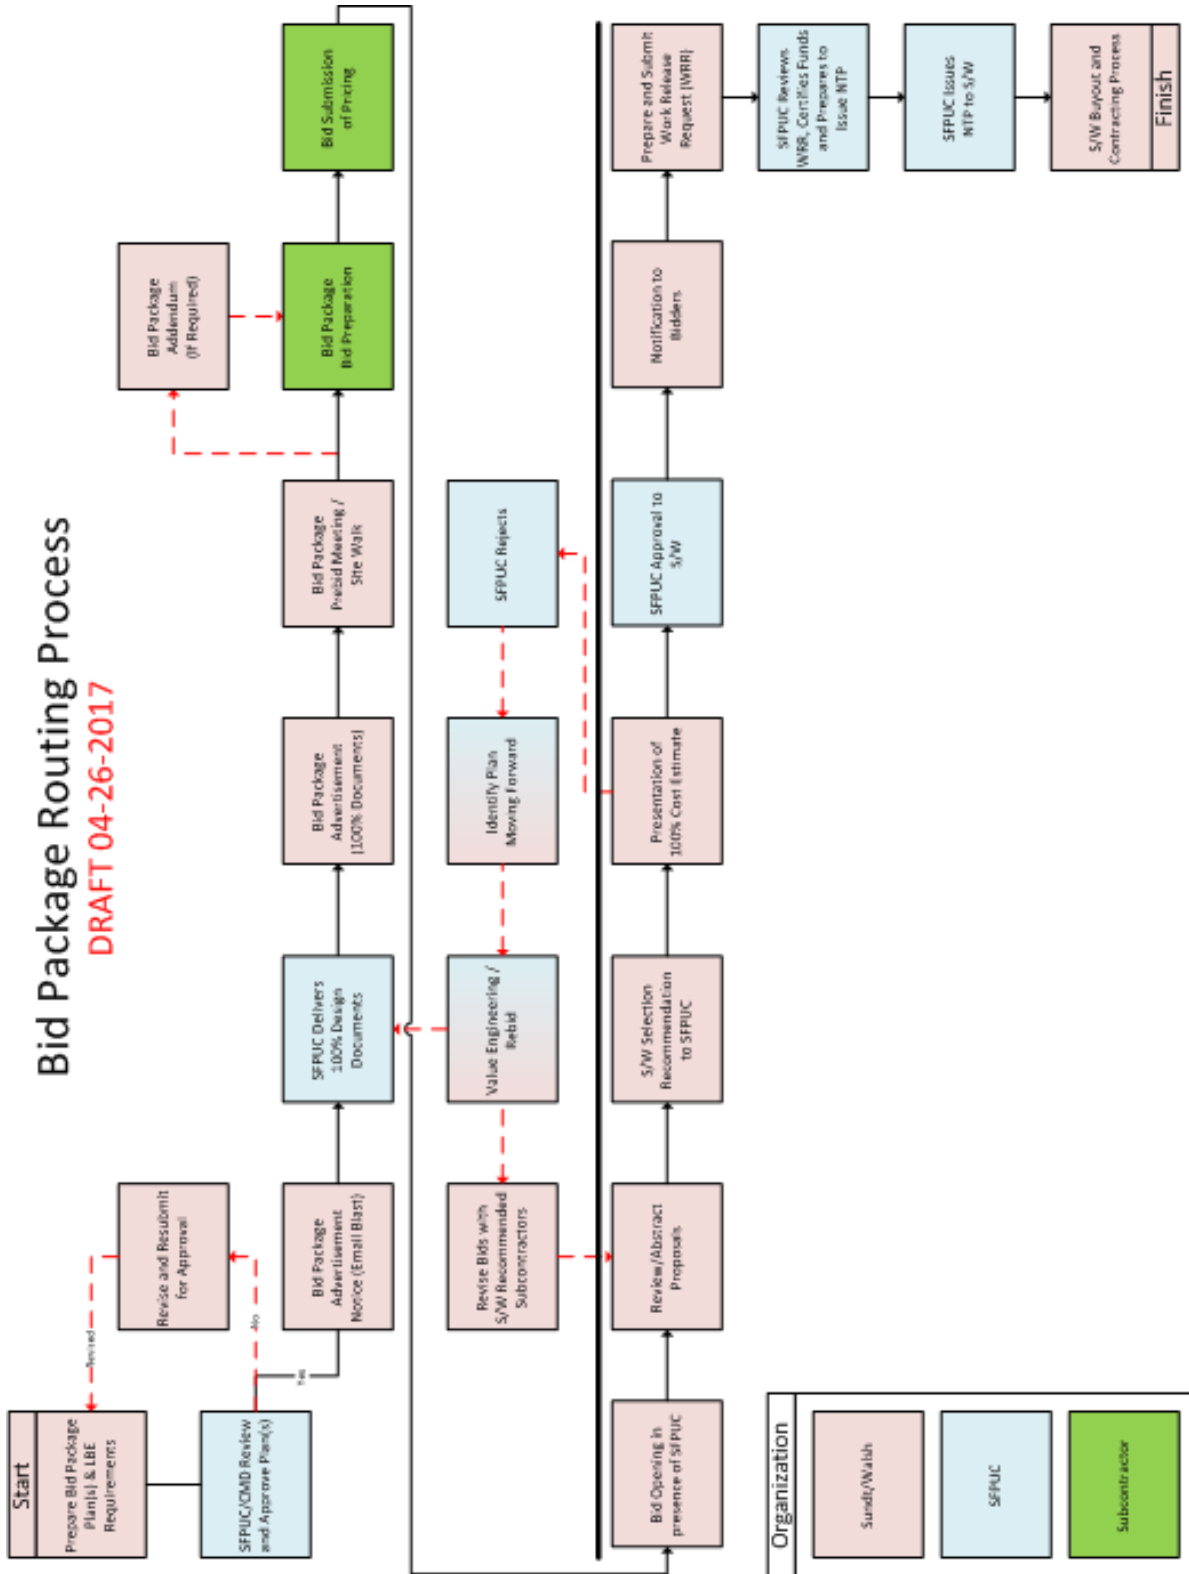 Bid Package Routing Process
DRAFT 04-26-2017
Start
Prepare Bid Package
Plan(s) & LBE
Requirements
SFPUC/CMD Review
and Approve Plan(s)
Revised
Revise and Resubmit
for Approval
No
Yes
Bid Package
Advertisement
Notice (Email Blast)
SFPUC Delivers
100% Design
Documents
Bid Package
Advertisement
(100% Documents)
Bid Package
Prebid Meeting /
Site Walk
Bid Package
Addendum
(If Required)
Bid Package
Bid Preparation
Bid Submission
of Pricing
Revise Bids with
S/W Recommended
Subcontractors
Value Engineering /
Rebid
Identify Plan
Moving Forward
SFPUC Rejects
Bid Opening in
presence of SFPUC
Review/Abstract
Proposals
S/W Selection
Recommendation
to SFPUC
Presentation of
100% Cost Estimate
SFPUC Approval to
S/W
Notification to
Bidders
Prepare and Submit
Work Release
Request (WRR)
SFPUC Reviews
WRR, Certifies Funds
and Prepares to
Issue NTP
SFPUC Issues
NTP to S/W
S/W Buyout and
Contracting Process
Finish
Organization
Sundt/Walsh
SFPUC
Subcontractor